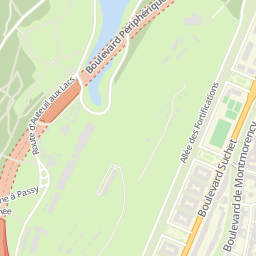 Boulevard Périphérique
Route d'Auteuil aux Lacs
Allée des Fortifications
Boulevard Suchet
Boulevard de Montmorency
à Passy